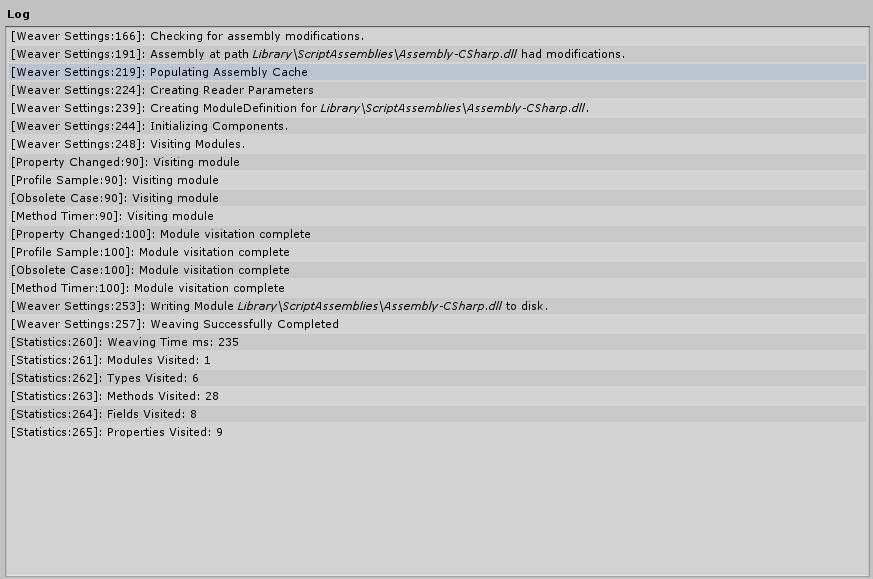 Log
[Weaver Settings:166]: Checking for assembly modifications.
[Weaver Settings:191]: Assembly at path Library\ScriptAssemblies\Assembly-CSharp.dll had modifications.
[Weaver Settings:219]: Populating Assembly Cache
[Weaver Settings:224]: Creating Reader Parameters
[Weaver Settings:239]: Creating ModuleDefinition for Library\ScriptAssemblies\Assembly-CSharp.dll.
[Weaver Settings:244]: Initializing Components.
[Weaver Settings:248]: Visiting Modules.
[Property Changed:90]: Visiting module
[Profile Sample:90]: Visiting module
[Obsolete Case:90]: Visiting module
[Method Timer:90]: Visiting module
[Property Changed:100]: Module visitation complete
[Profile Sample:100]: Module visitation complete
[Obsolete Case:100]: Module visitation complete
[Method Timer:100]: Module visitation complete
[Weaver Settings:253]: Writing Module Library\ScriptAssemblies\Assembly-CSharp.dll to disk.
[Weaver Settings:257]: Weaving Successfully Completed
[Statistics:260]: Weaving Time ms: 235
[Statistics:261]: Modules Visited: 1
[Statistics:262]: Types Visited: 6
[Statistics:263]: Methods Visited: 28
[Statistics:264]: Fields Visited: 8
[Statistics:265]: Properties Visited: 9